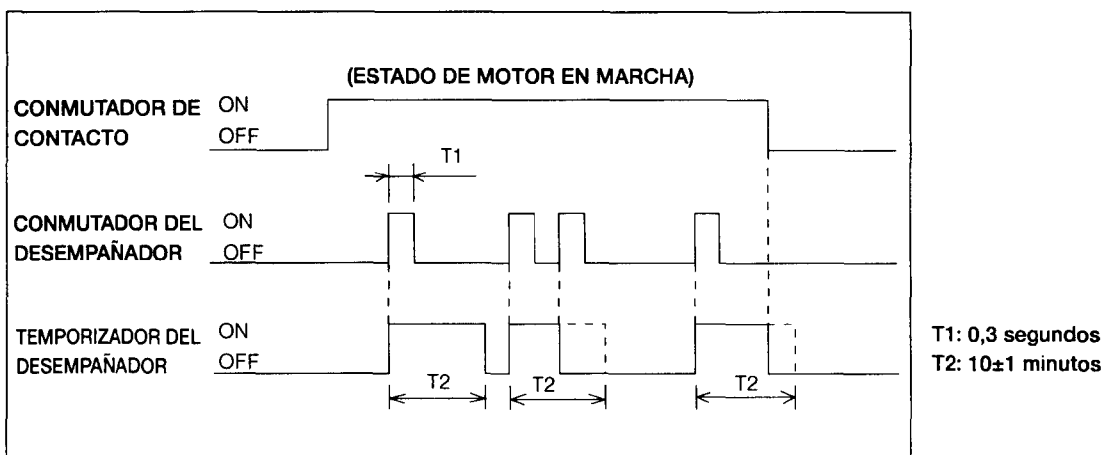 (ESTADO DE MOTOR EN MARCHA)
CONMUTADOR DE ON
CONTACTO OFF
T1
CONMUTADOR DEL ON
DESEMPAÑADOR OFF
TEMPORIZADOR DEL ON
DESEMPAÑADOR OFF
T2 T2 T2
T1: 0,3 segundos
T2: 10±1 minutos